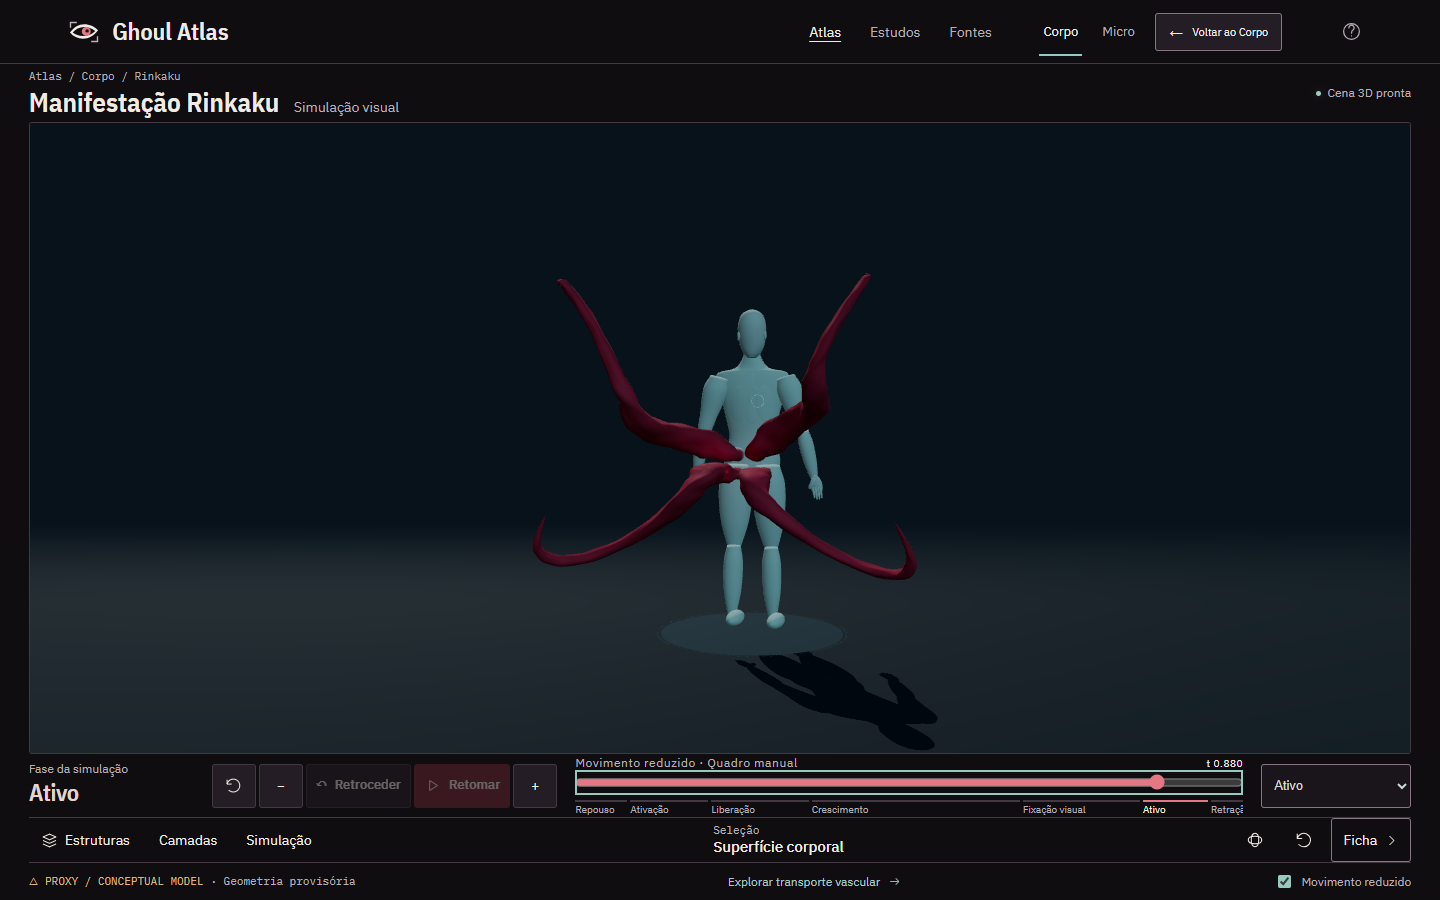 Ghoul Atlas
Atlas Estudos Fontes Corpo Micro ← Voltar ao Corpo
Atlas / Corpo / Rinkaku
Manifestação Rinkaku Simulação visual
Cena 3D pronta
Fase da simulação
Ativo
− Retroceder Retomar +
Movimento reduzido · Quadro manual t 0.880
Repouso Ativação Liberação Crescimento Fixação visual Ativo Retraçã
Ativo
Estruturas Camadas Simulação
Seleção
Superfície corporal
Ficha
PROXY / CONCEPTUAL MODEL · Geometria provisória
Explorar transporte vascular →
Movimento reduzido